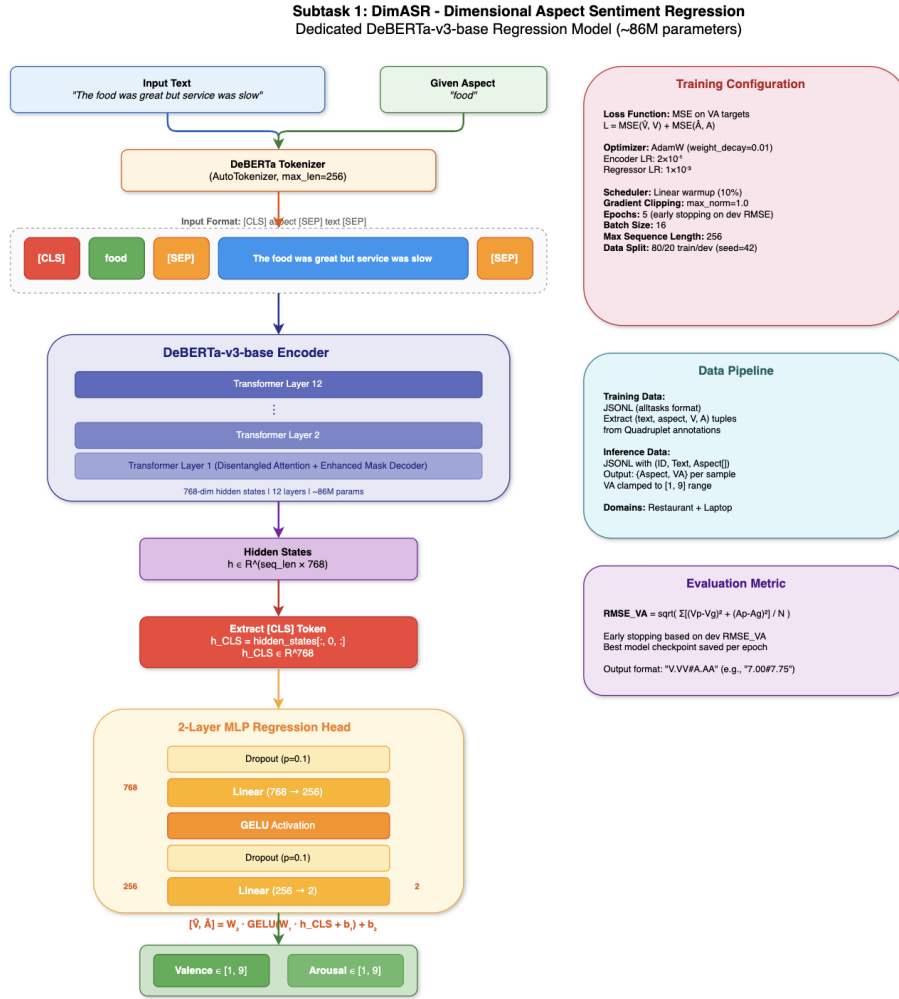 Subtask 1: DimASR - Dimensional Aspect Sentiment Regression
Dedicated DeBERTa-v3-base Regression Model (~86M parameters)
Input Text
"The food was great but service was slow"
Given Aspect
"food"
DeBERTa Tokenizer
(AutoTokenizer, max_len=256)
Input Format: [CLS] aspect [SEP] text [SEP]
[CLS]
food
[SEP]
The food was great but service was slow
[SEP]
DeBERTa-v3-base Encoder
Transformer Layer 12
⋮
Transformer Layer 2
Transformer Layer 1 (Disentangled Attention + Enhanced Mask Decoder)
768-dim hidden states | 12 layers | ~86M params
Hidden States
h ∈ R^(seq_len × 768)
Extract [CLS] Token
h_CLS = hidden_states[:, 0, :]
h_CLS ∈ R^768
2-Layer MLP Regression Head
Dropout (p=0.1)
768
Linear (768 → 256)
GELU Activation
Dropout (p=0.1)
256
Linear (256 → 2)
2
[V̂, Â] = W₂ · GELU(W₁ · h_CLS + b₁) + b₂
Valence ∈ [1, 9]
Arousal ∈ [1, 9]
Training Configuration
Loss Function: MSE on VA targets
L = MSE(V̂, V) + MSE(Â, A)
Optimizer: AdamW (weight_decay=0.01)
Encoder LR:
Regressor LR: 1×10⁻³
Scheduler: Linear warmup (10%)
Gradient Clipping: max_norm=1.0
Epochs: 5 (early stopping on dev RMSE)
Batch Size: 16
Max Sequence Length: 256
Data Split: 80/20 train/dev (seed=42)
Data Pipeline
Training Data:
JSONL (alltasks format)
Extract (text, aspect, V, A) tuples
from Quadruplet annotations
Inference Data:
JSONL with (ID, Text, Aspect[])
Output: {Aspect, VA} per sample
VA clamped to [1, 9] range
Domains: Restaurant + Laptop
Evaluation Metric
RMSE_VA = sqrt( Σ[(Vp-Vg)² + (Ap-Ag)²] / N )
Early stopping based on dev RMSE_VA
Best model checkpoint saved per epoch
Output format: "V.VV#A.AA" (e.g., "7.00#7.75")